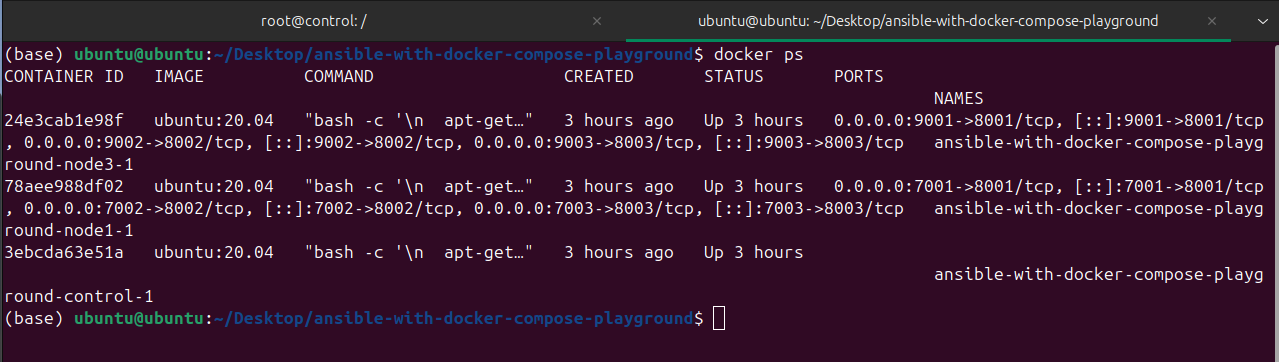 root@control: /
ubuntu@ubuntu: ~/Desktop/ansible-with-docker-compose-playground
(base) ubuntu@ubuntu:~/Desktop/ansible-with-docker-compose-playground$ docker ps
CONTAINER ID   IMAGE          COMMAND                   CREATED       STATUS       PORTS
NAMES
24e3cab1e98f   ubuntu:20.04   "bash -c '\n  apt-get…"   3 hours ago   Up 3 hours   0.0.0.0:9001->8001/tcp, [::]:9001->8001/tcp
, 0.0.0.0:9002->8002/tcp, [::]:9002->8002/tcp, 0.0.0.0:9003->8003/tcp, [::]:9003->8003/tcp   ansible-with-docker-compose-playg
round-node3-1
78aee988df02   ubuntu:20.04   "bash -c '\n  apt-get…"   3 hours ago   Up 3 hours   0.0.0.0:7001->8001/tcp, [::]:7001->8001/tcp
, 0.0.0.0:7002->8002/tcp, [::]:7002->8002/tcp, 0.0.0.0:7003->8003/tcp, [::]:7003->8003/tcp   ansible-with-docker-compose-playg
round-node1-1
3ebcda63e51a   ubuntu:20.04   "bash -c '\n  apt-get…"   3 hours ago   Up 3 hours
ansible-with-docker-compose-playg
round-control-1
(base) ubuntu@ubuntu:~/Desktop/ansible-with-docker-compose-playground$